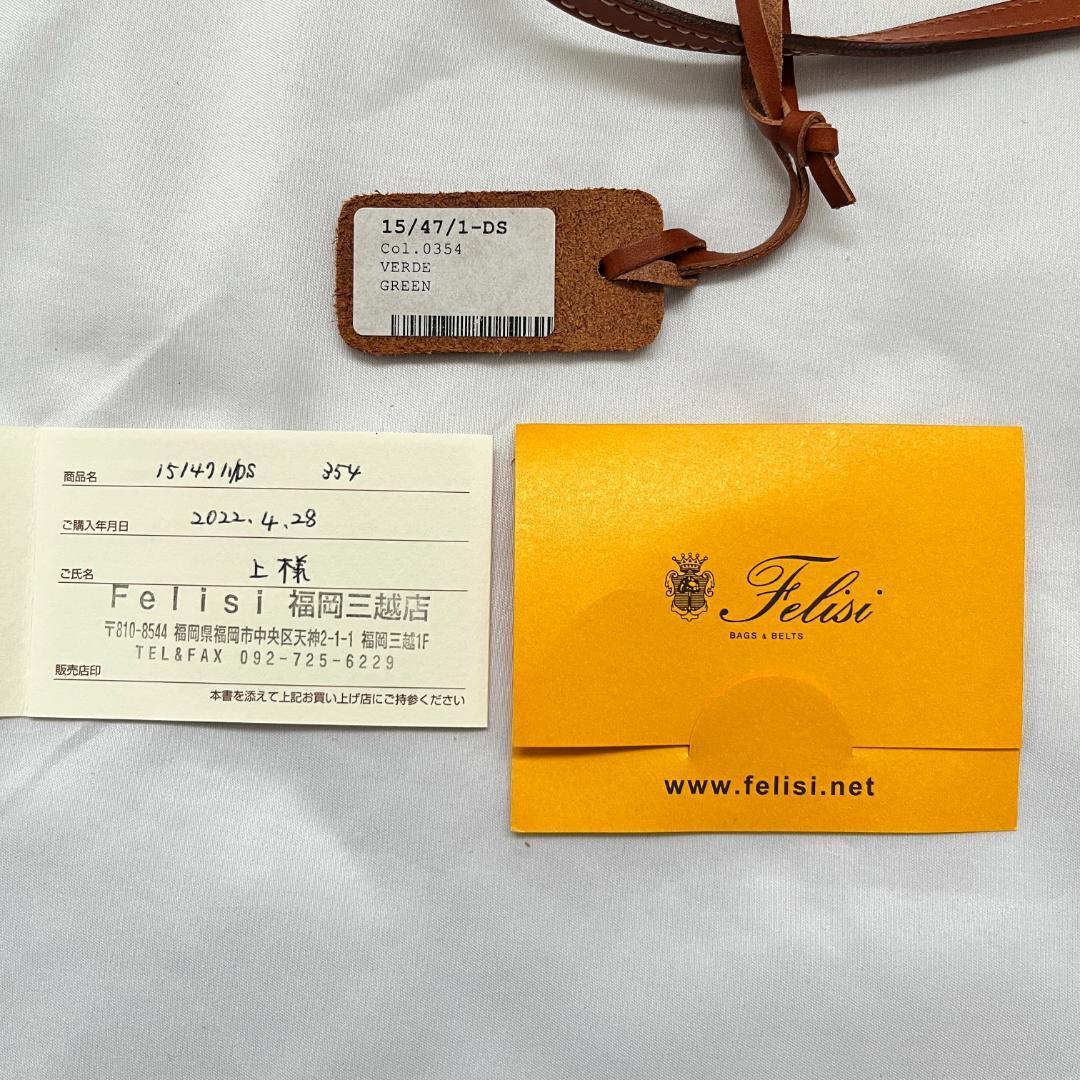 15/47/1-DS
Col.0354
VERDE
GREEN
商品名 15/47/1/DS 354
ご購入年月日 2022.4.28
ご氏名 上様
Felisi 福岡三越店
〒810-8544 福岡県福岡市中央区天神2-1-1 福岡三越1F
TEL&FAX 092-725-6229
販売店印
本書を添えて上記お買い上げ店にご持参ください
Felisi
BAGS & BELTS
www.felisi.net